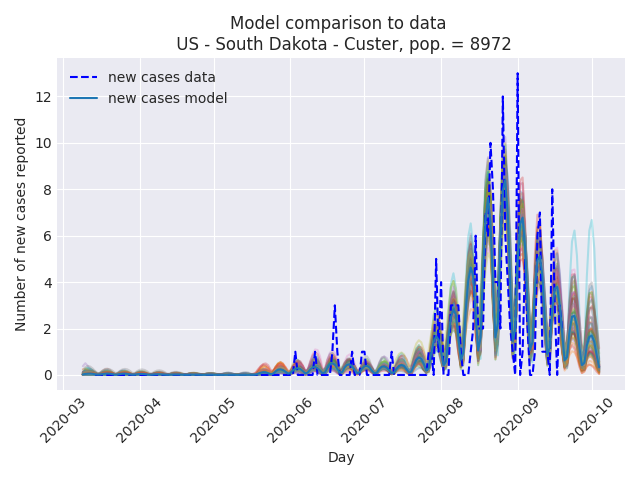 Model comparison to data
US - South Dakota - Custer, pop. = 8972
new cases data
new cases model
Number of new cases reported
12
10
8
6
4
2
0
2020-03
2020-04
2020-05
2020-06
2020-07
2020-08
2020-09
2020-10
Day